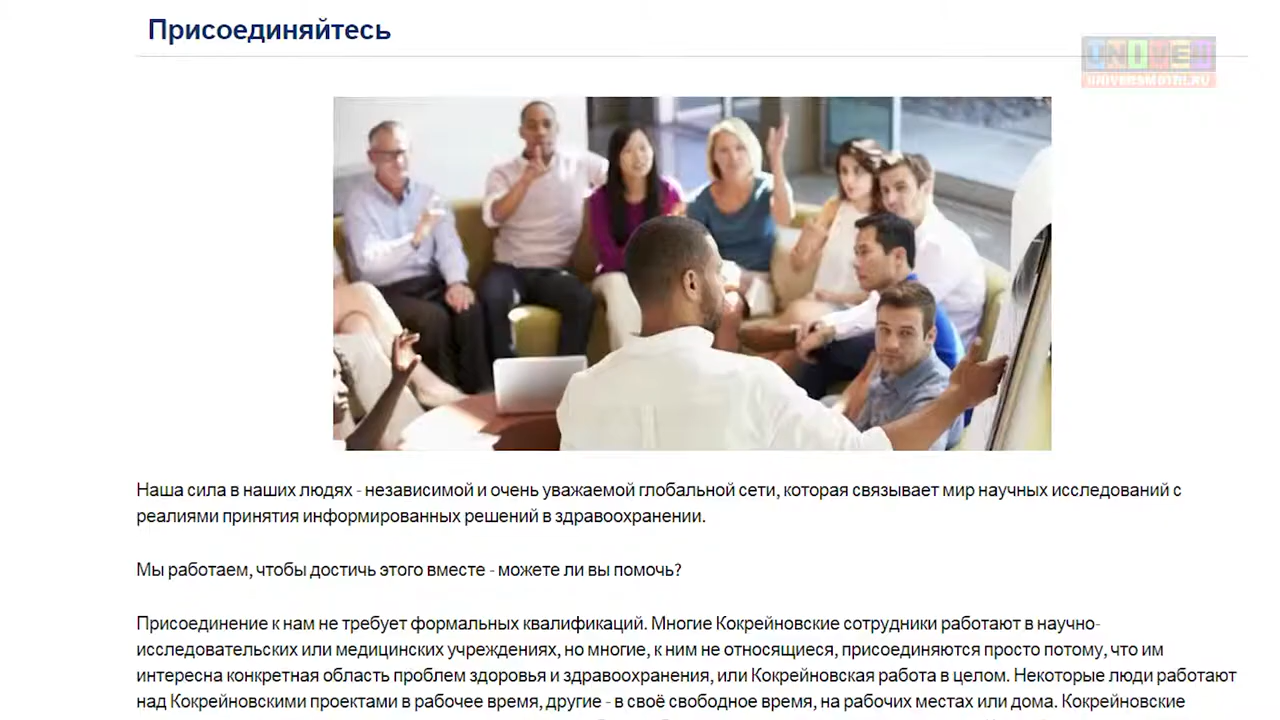 Присоединяйтесь
UNIVER
UNIVERSMOTRI.RU
Наша сила в наших людях - независимой и очень уважаемой глобальной сети, которая связывает мир научных исследований с
реалиями принятия информированных решений в здравоохранении.
Мы работаем, чтобы достичь этого вместе - можете ли вы помочь?
Присоединение к нам не требует формальных квалификаций. Многие Кокрейновские сотрудники работают в научно-
исследовательских или медицинских учреждениях, но многие, к ним не относящиеся, присоединяются просто потому, что им
интересна конкретная область проблем здоровья и здравоохранения, или Кокрейновская работа в целом. Некоторые люди работают
над Кокрейновскими проектами в рабочее время, другие - в своё свободное время, на рабочих местах или дома. Кокрейновские